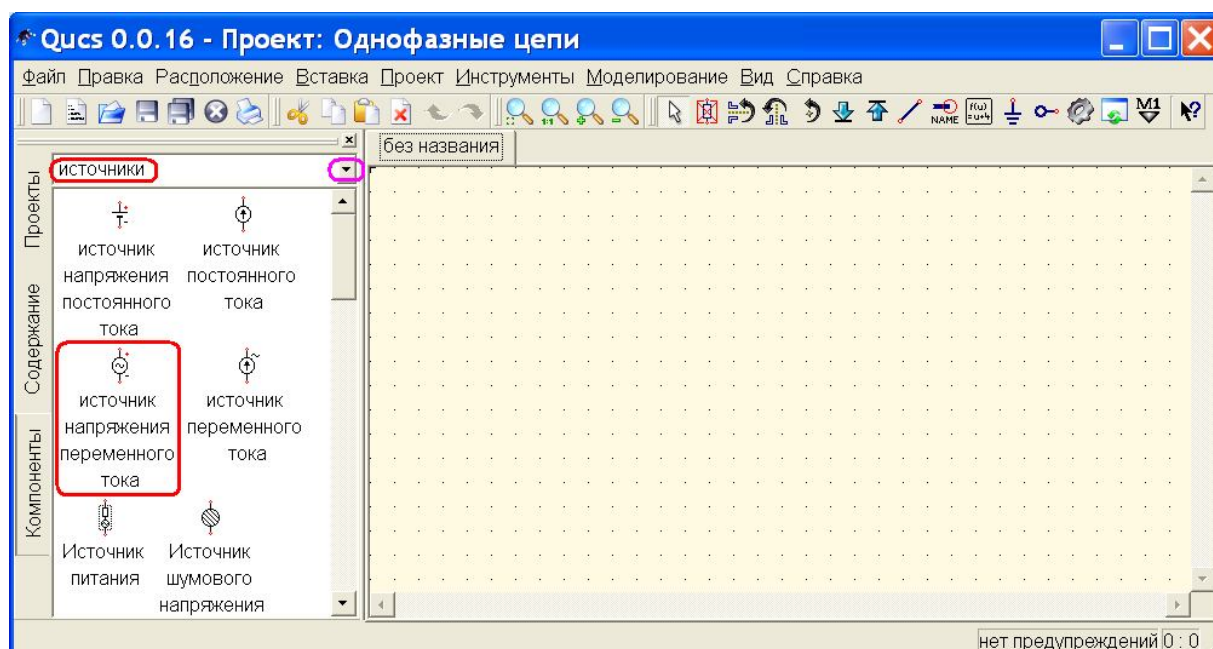 Qucs 0.0.16 - Проект: Однофазные цепи
Файл Правка Расположение Вставка Проект Инструменты Моделирование Вид Справка
NAME
M1
без названия
источники
Проекты
Содержание
Компоненты
источник напряжения постоянного тока
источник постоянного тока
источник напряжения переменного тока
источник переменного тока
Источник питания
Источник шумового напряжения
нет предупреждений 0 : 0